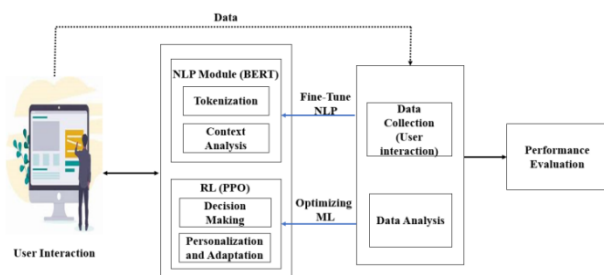 Data
NLP Module (BERT)
Tokenization
Context
Analysis
Fine-Tune
NLP
Data
Collection
(User
interaction)
Performance
Evaluation
RL (PPO)
Decision
Making
Personalization
and Adaptation
Optimizing
ML
Data Analysis
User Interaction